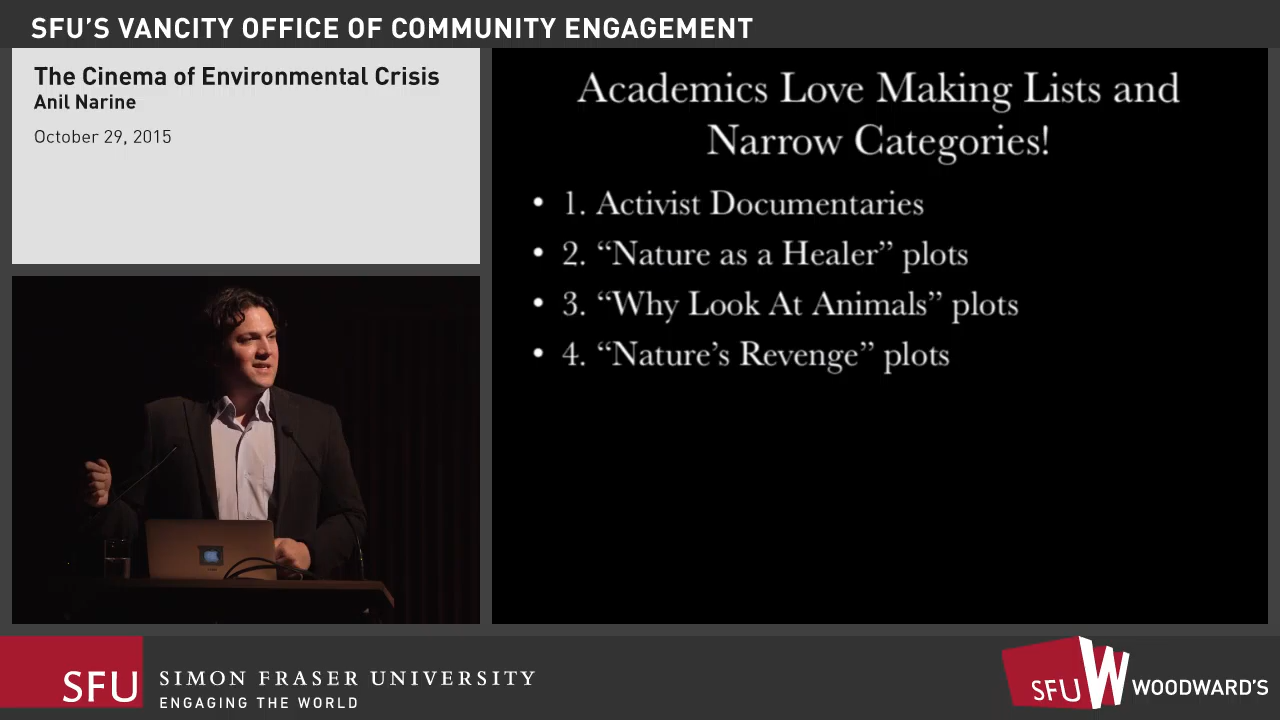 SFU'S VANCITY OFFICE OF COMMUNITY ENGAGEMENT
The Cinema of Environmental Crisis
Anil Narine
October 29, 2015
Academics Love Making Lists and
Narrow Categories!
• 1. Activist Documentaries
• 2. “Nature as a Healer” plots
• 3. “Why Look At Animals” plots
• 4. “Nature’s Revenge” plots
SFU
SIMON FRASER UNIVERSITY
ENGAGING THE WORLD
SFU W WOODWARD'S